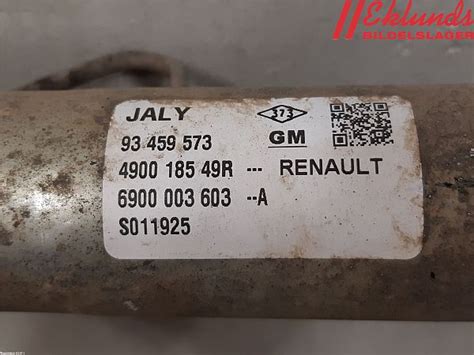 Eklunds
BILDELSLAGER
JALY
373
93 459 573
GM
4900 185 49R --- RENAULT
6900 003 603 --A
S011925